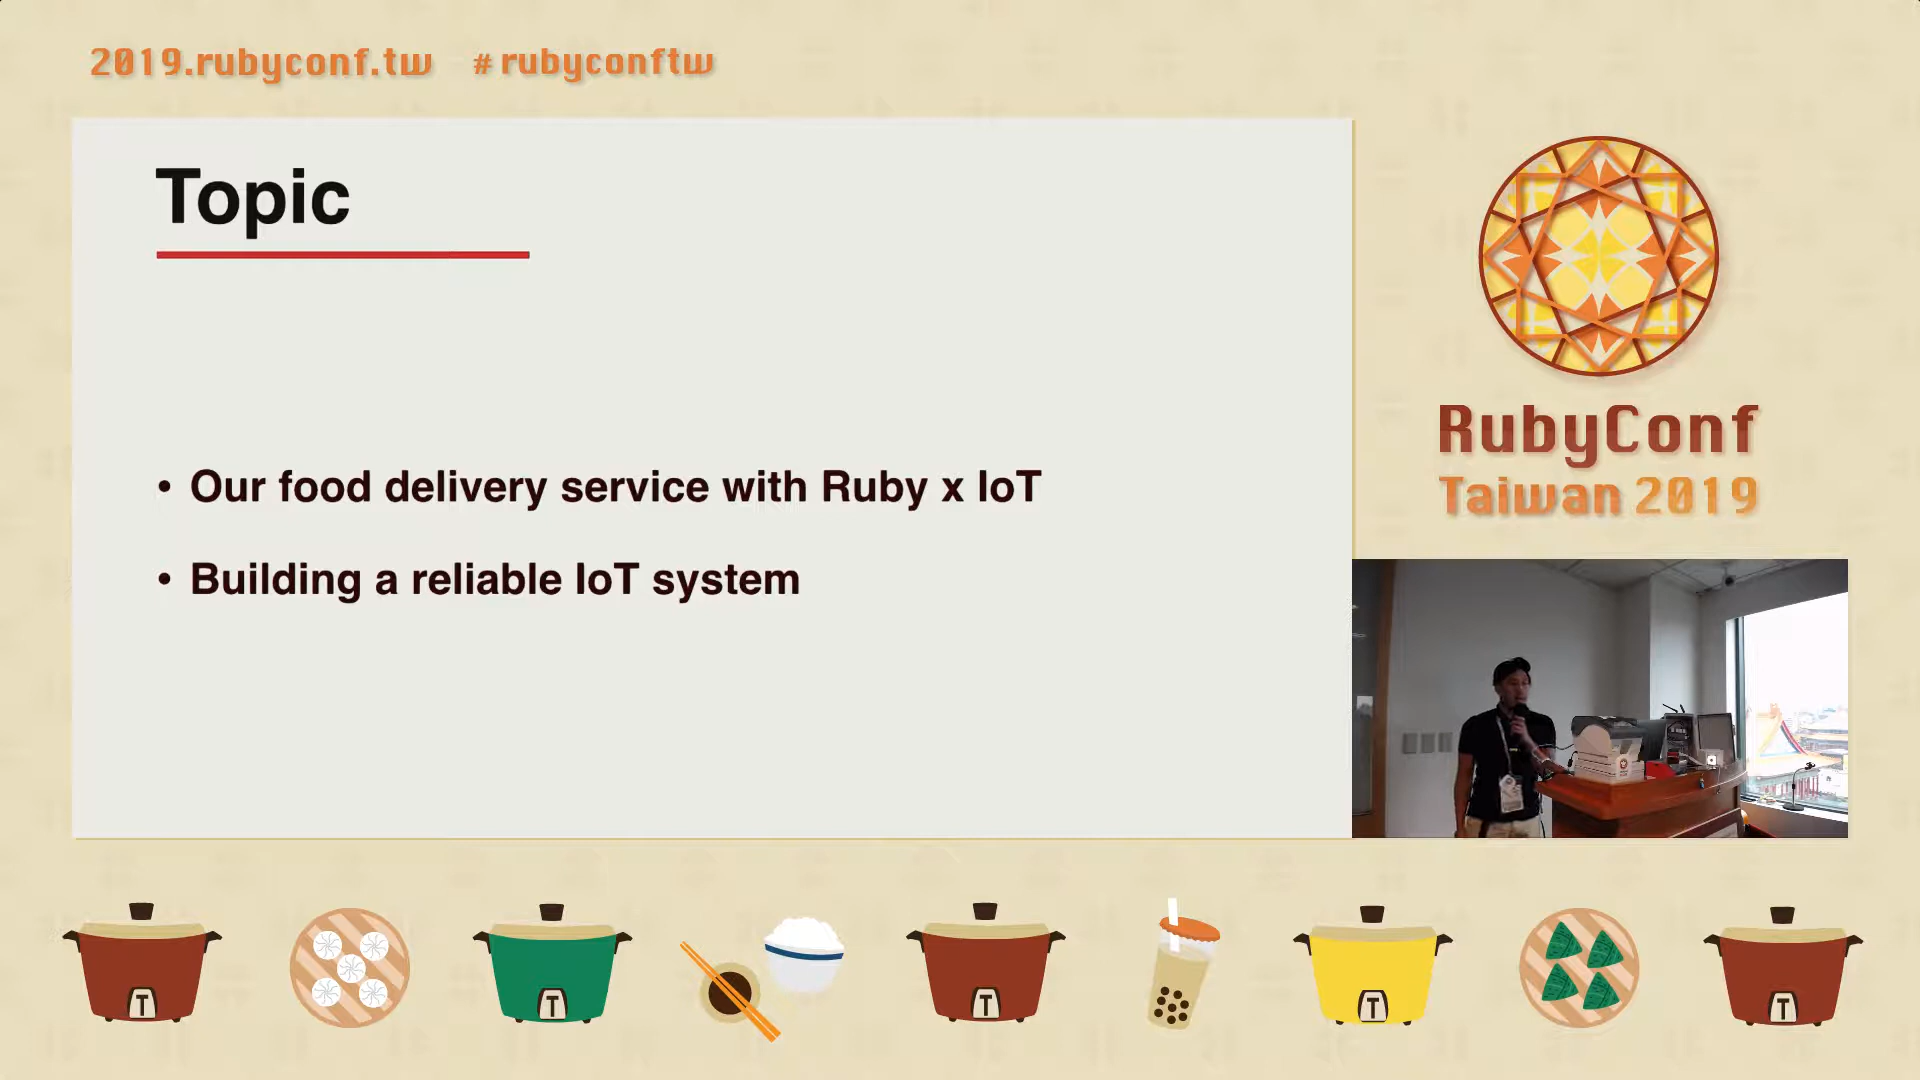 2019.rubyconf.tw #rubyconftw
Topic
• Our food delivery service with Ruby x IoT
• Building a reliable IoT system
RubyConf
Taiwan 2019
T
T
T
T
T